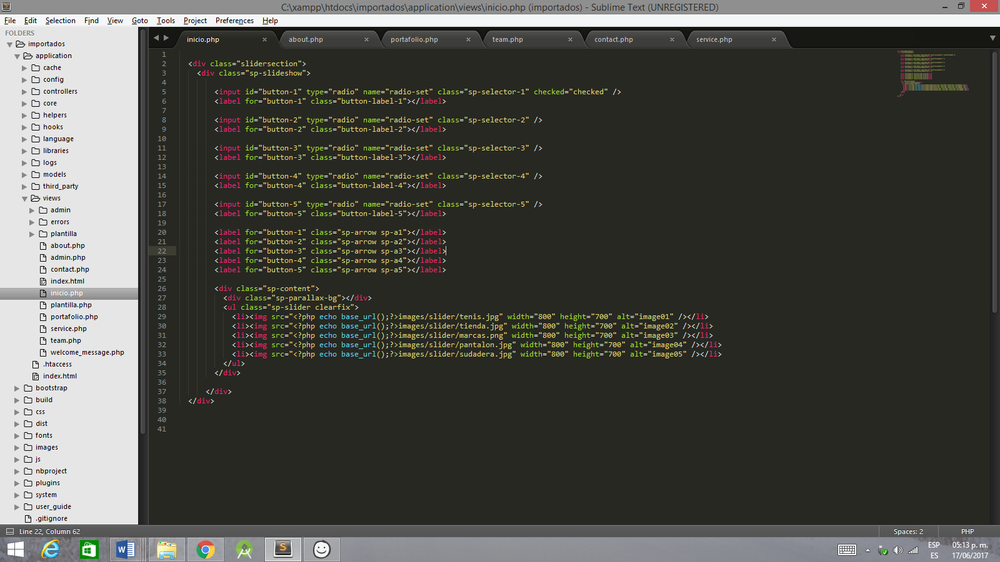 C:\xampp\htdocs\importados\application\views\inicio.php (importados) - Sublime Text (UNREGISTERED)
File Edit Selection Find View Goto Tools Project Preferences Help
FOLDERS
importados
application
cache
config
controllers
core
helpers
hooks
language
libraries
logs
models
third_party
views
admin
errors
plantilla
about.php
admin.php
contact.php
index.html
inicio.php
plantilla.php
portafolio.php
service.php
team.php
welcome_message.php
.htaccess
index.html
bootstrap
build
css
dist
fonts
images
js
nbproject
plugins
system
user_guide
.gitignore
inicio.php about.php portafolio.php team.php contact.php service.php
1
2 <div class="slidersection">
3 <div class="sp-slideshow">
4
5 <input id="button-1" type="radio" name="radio-set" class="sp-selector-1" checked="checked" />
6 <label for="button-1" class="button-label-1"></label>
7
8 <input id="button-2" type="radio" name="radio-set" class="sp-selector-2" />
9 <label for="button-2" class="button-label-2"></label>
10
11 <input id="button-3" type="radio" name="radio-set" class="sp-selector-3" />
12 <label for="button-3" class="button-label-3"></label>
13
14 <input id="button-4" type="radio" name="radio-set" class="sp-selector-4" />
15 <label for="button-4" class="button-label-4"></label>
16
17 <input id="button-5" type="radio" name="radio-set" class="sp-selector-5" />
18 <label for="button-5" class="button-label-5"></label>
19
20 <label for="button-1" class="sp-arrow sp-a1"></label>
21 <label for="button-2" class="sp-arrow sp-a2"></label>
22 <label for="button-3" class="sp-arrow sp-a3"></label>
23 <label for="button-4" class="sp-arrow sp-a4"></label>
24 <label for="button-5" class="sp-arrow sp-a5"></label>
25
26 <div class="sp-content">
27 <div class="sp-parallax-bg"></div>
28 <ul class="sp-slider clearfix">
29 <li><img src="<?php echo base_url();?>images/slider/tenis.jpg" width="800" height="700" alt="image01" /></li>
30 <li><img src="<?php echo base_url();?>images/slider/tienda.jpg" width="800" height="700" alt="image02" /></li>
31 <li><img src="<?php echo base_url();?>images/slider/marcas.png" width="800" height="700" alt="image03" /></li>
32 <li><img src="<?php echo base_url();?>images/slider/pantalon.jpg" width="800" height="700" alt="image04" /></li>
33 <li><img src="<?php echo base_url();?>images/slider/sudadera.jpg" width="800" height="700" alt="image05" /></li>
34 </ul>
35 </div>
36
37 </div>
38 </div>
39
40
41
Line 22, Column 62
Spaces: 2
PHP
ESP
ES
05:13 p. m.
17/06/2017